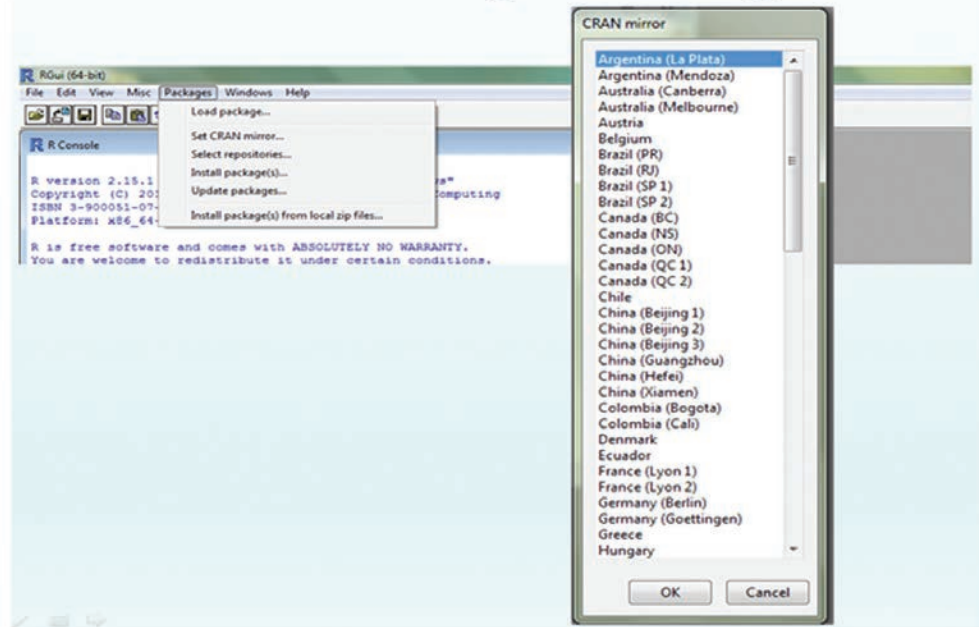 RGui (64-bit)
File Edit View Misc Packages Windows Help
Load package...
Set CRAN mirror...
Select repositories...
Install package(s)...
Update packages...
Install package(s) from local zip files...
R Console
R version 2.15.1
Copyright (C) 20 Computing
ISBN 3-900051-07-
Platform: x86_64-
R is free software and comes with ABSOLUTELY NO WARRANTY.
You are welcome to redistribute it under certain conditions.
CRAN mirror
Argentina (La Plata)
Argentina (Mendoza)
Australia (Canberra)
Australia (Melbourne)
Austria
Belgium
Brazil (PR)
Brazil (RJ)
Brazil (SP 1)
Brazil (SP 2)
Canada (BC)
Canada (NS)
Canada (ON)
Canada (QC 1)
Canada (QC 2)
Chile
China (Beijing 1)
China (Beijing 2)
China (Beijing 3)
China (Guangzhou)
China (Hefei)
China (Xiamen)
Colombia (Bogota)
Colombia (Cali)
Denmark
Ecuador
France (Lyon 1)
France (Lyon 2)
Germany (Berlin)
Germany (Goettingen)
Greece
Hungary
OK Cancel